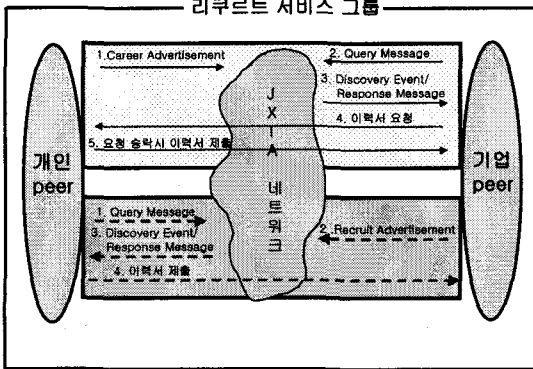 리쿠르트 서비스 그룹
1.Career Advertisement
2. Query Message
3. Discovery Event/
Response Message
4. 이력서 요청
5. 요청 승락시 이력서 제출
개인
peer
JXTA 네트워크
기업
peer
1. Query Message
2. Recruit Advertisement
3. Discovery Event/
Response Message
4. 이력서 제출